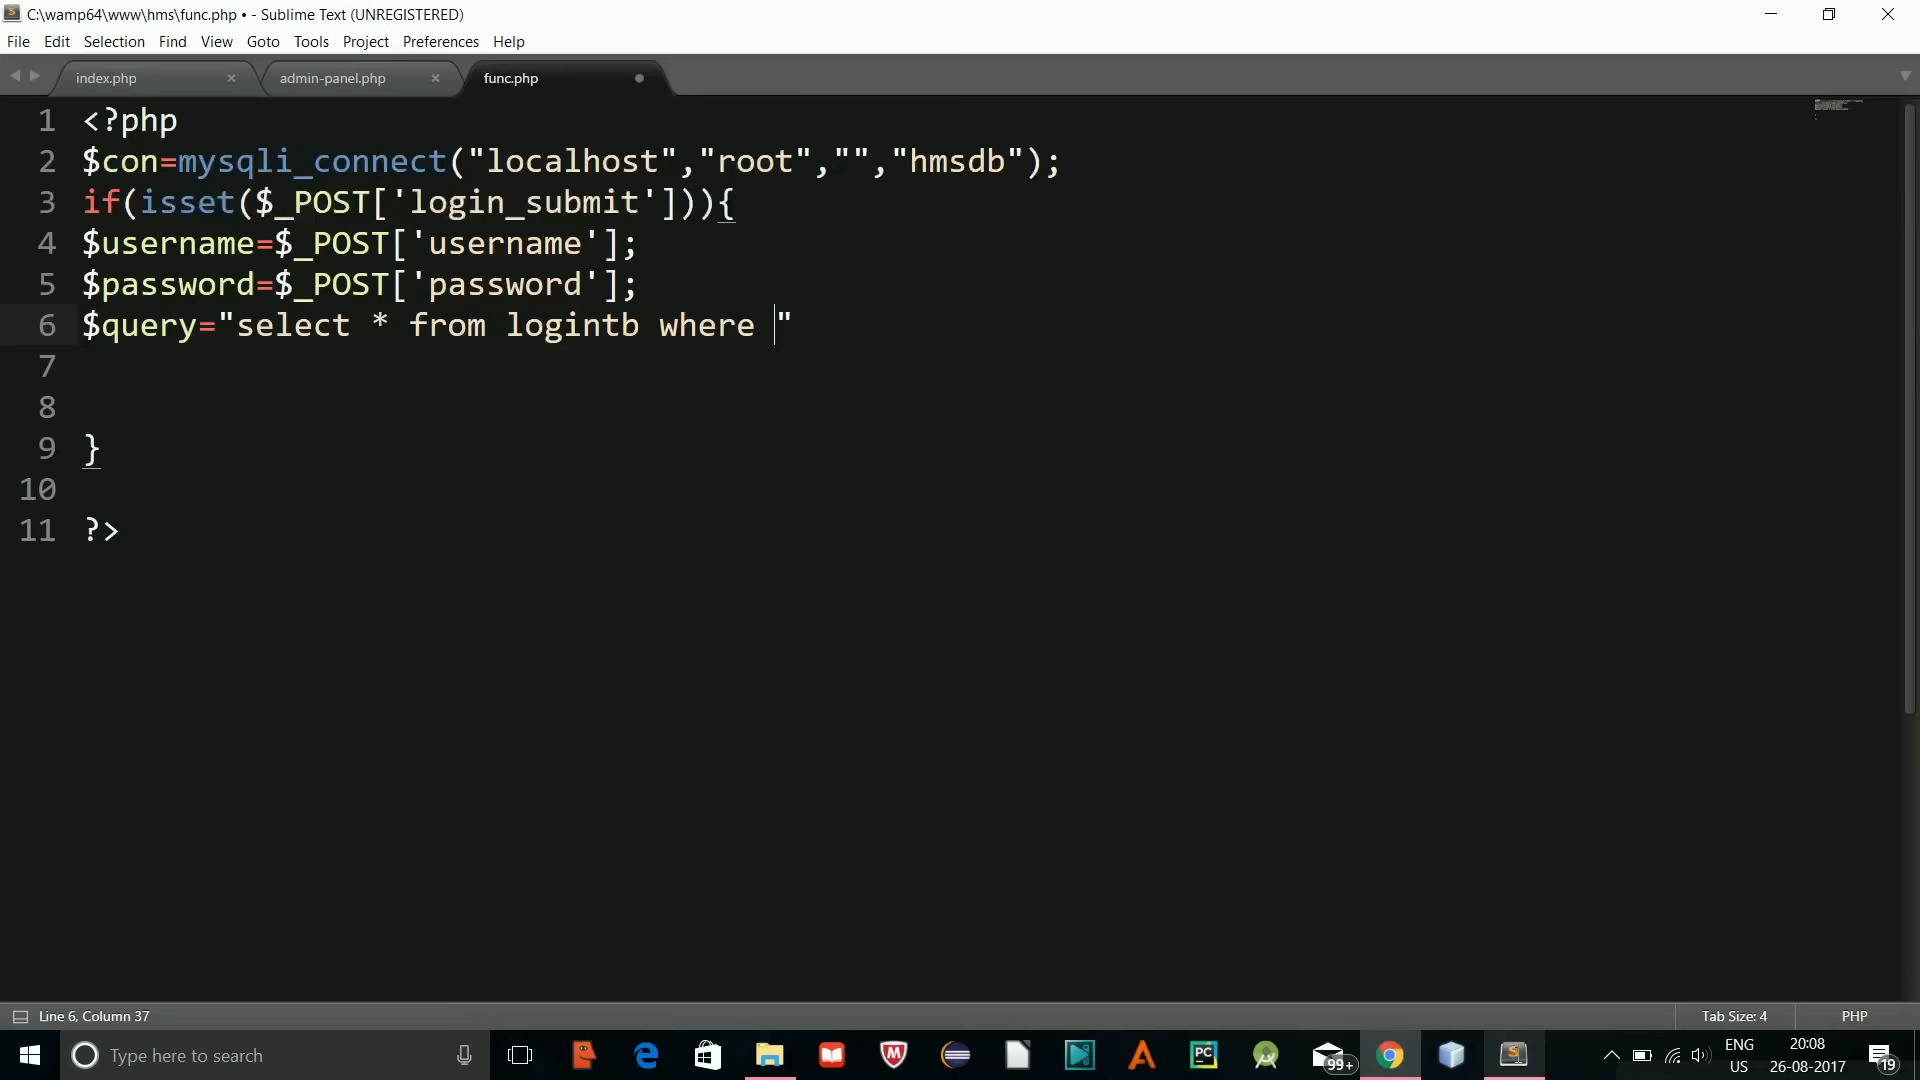 C:\wamp64\www\hms\func.php • - Sublime Text (UNREGISTERED)
File Edit Selection Find View Goto Tools Project Preferences Help
index.php × admin-panel.php × func.php
1 <?php
2 $con=mysqli_connect("localhost","root","","hmsdb");
3 if(isset($_POST['login_submit'])){
4 $username=$_POST['username'];
5 $password=$_POST['password'];
6 $query="select * from logintb where "
7
8
9 }
10
11 ?>
Line 6, Column 37 Tab Size: 4 PHP
Type here to search PC 99+ ENG 20:08
US 26-08-2017 19